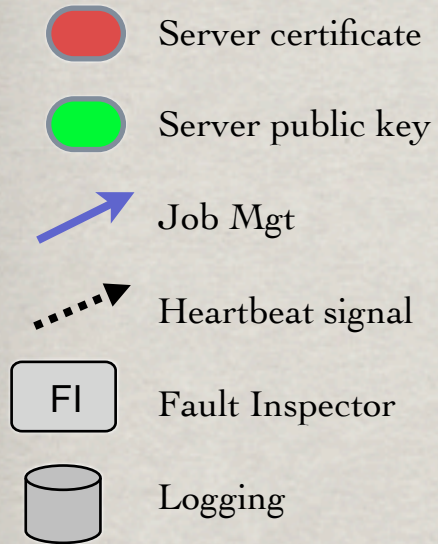 Server certificate
Server public key
Job Mgt
Heartbeat signal
FI
Fault Inspector
Logging